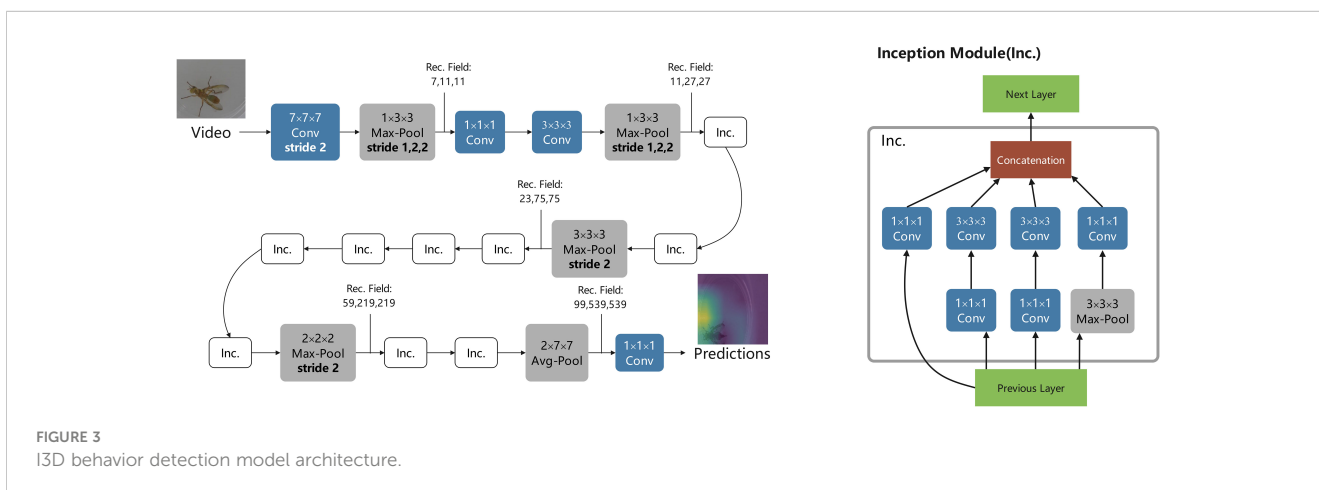 Video
7×7×7
Conv
stride 2
1×3×3
Max-Pool
stride 1,2,2
Rec. Field:
7,11,11
1×1×1
Conv
3×3×3
Conv
1×3×3
Max-Pool
stride 1,2,2
Rec. Field:
11,27,27
Inc.
Inc.
3×3×3
Max-Pool
stride 2
Rec. Field:
23,75,75
Inc.
Inc.
Inc.
Inc.
Inc.
2×2×2
Max-Pool
stride 2
Rec. Field:
59,219,219
Inc.
Inc.
2×7×7
Avg-Pool
Rec. Field:
99,539,539
1×1×1
Conv
Predictions
Inception Module(Inc.)
Next Layer
Inc.
Concatenation
1×1×1
Conv
3×3×3
Conv
3×3×3
Conv
1×1×1
Conv
1×1×1
Conv
1×1×1
Conv
3×3×3
Max-Pool
Previous Layer
FIGURE 3
I3D behavior detection model architecture.